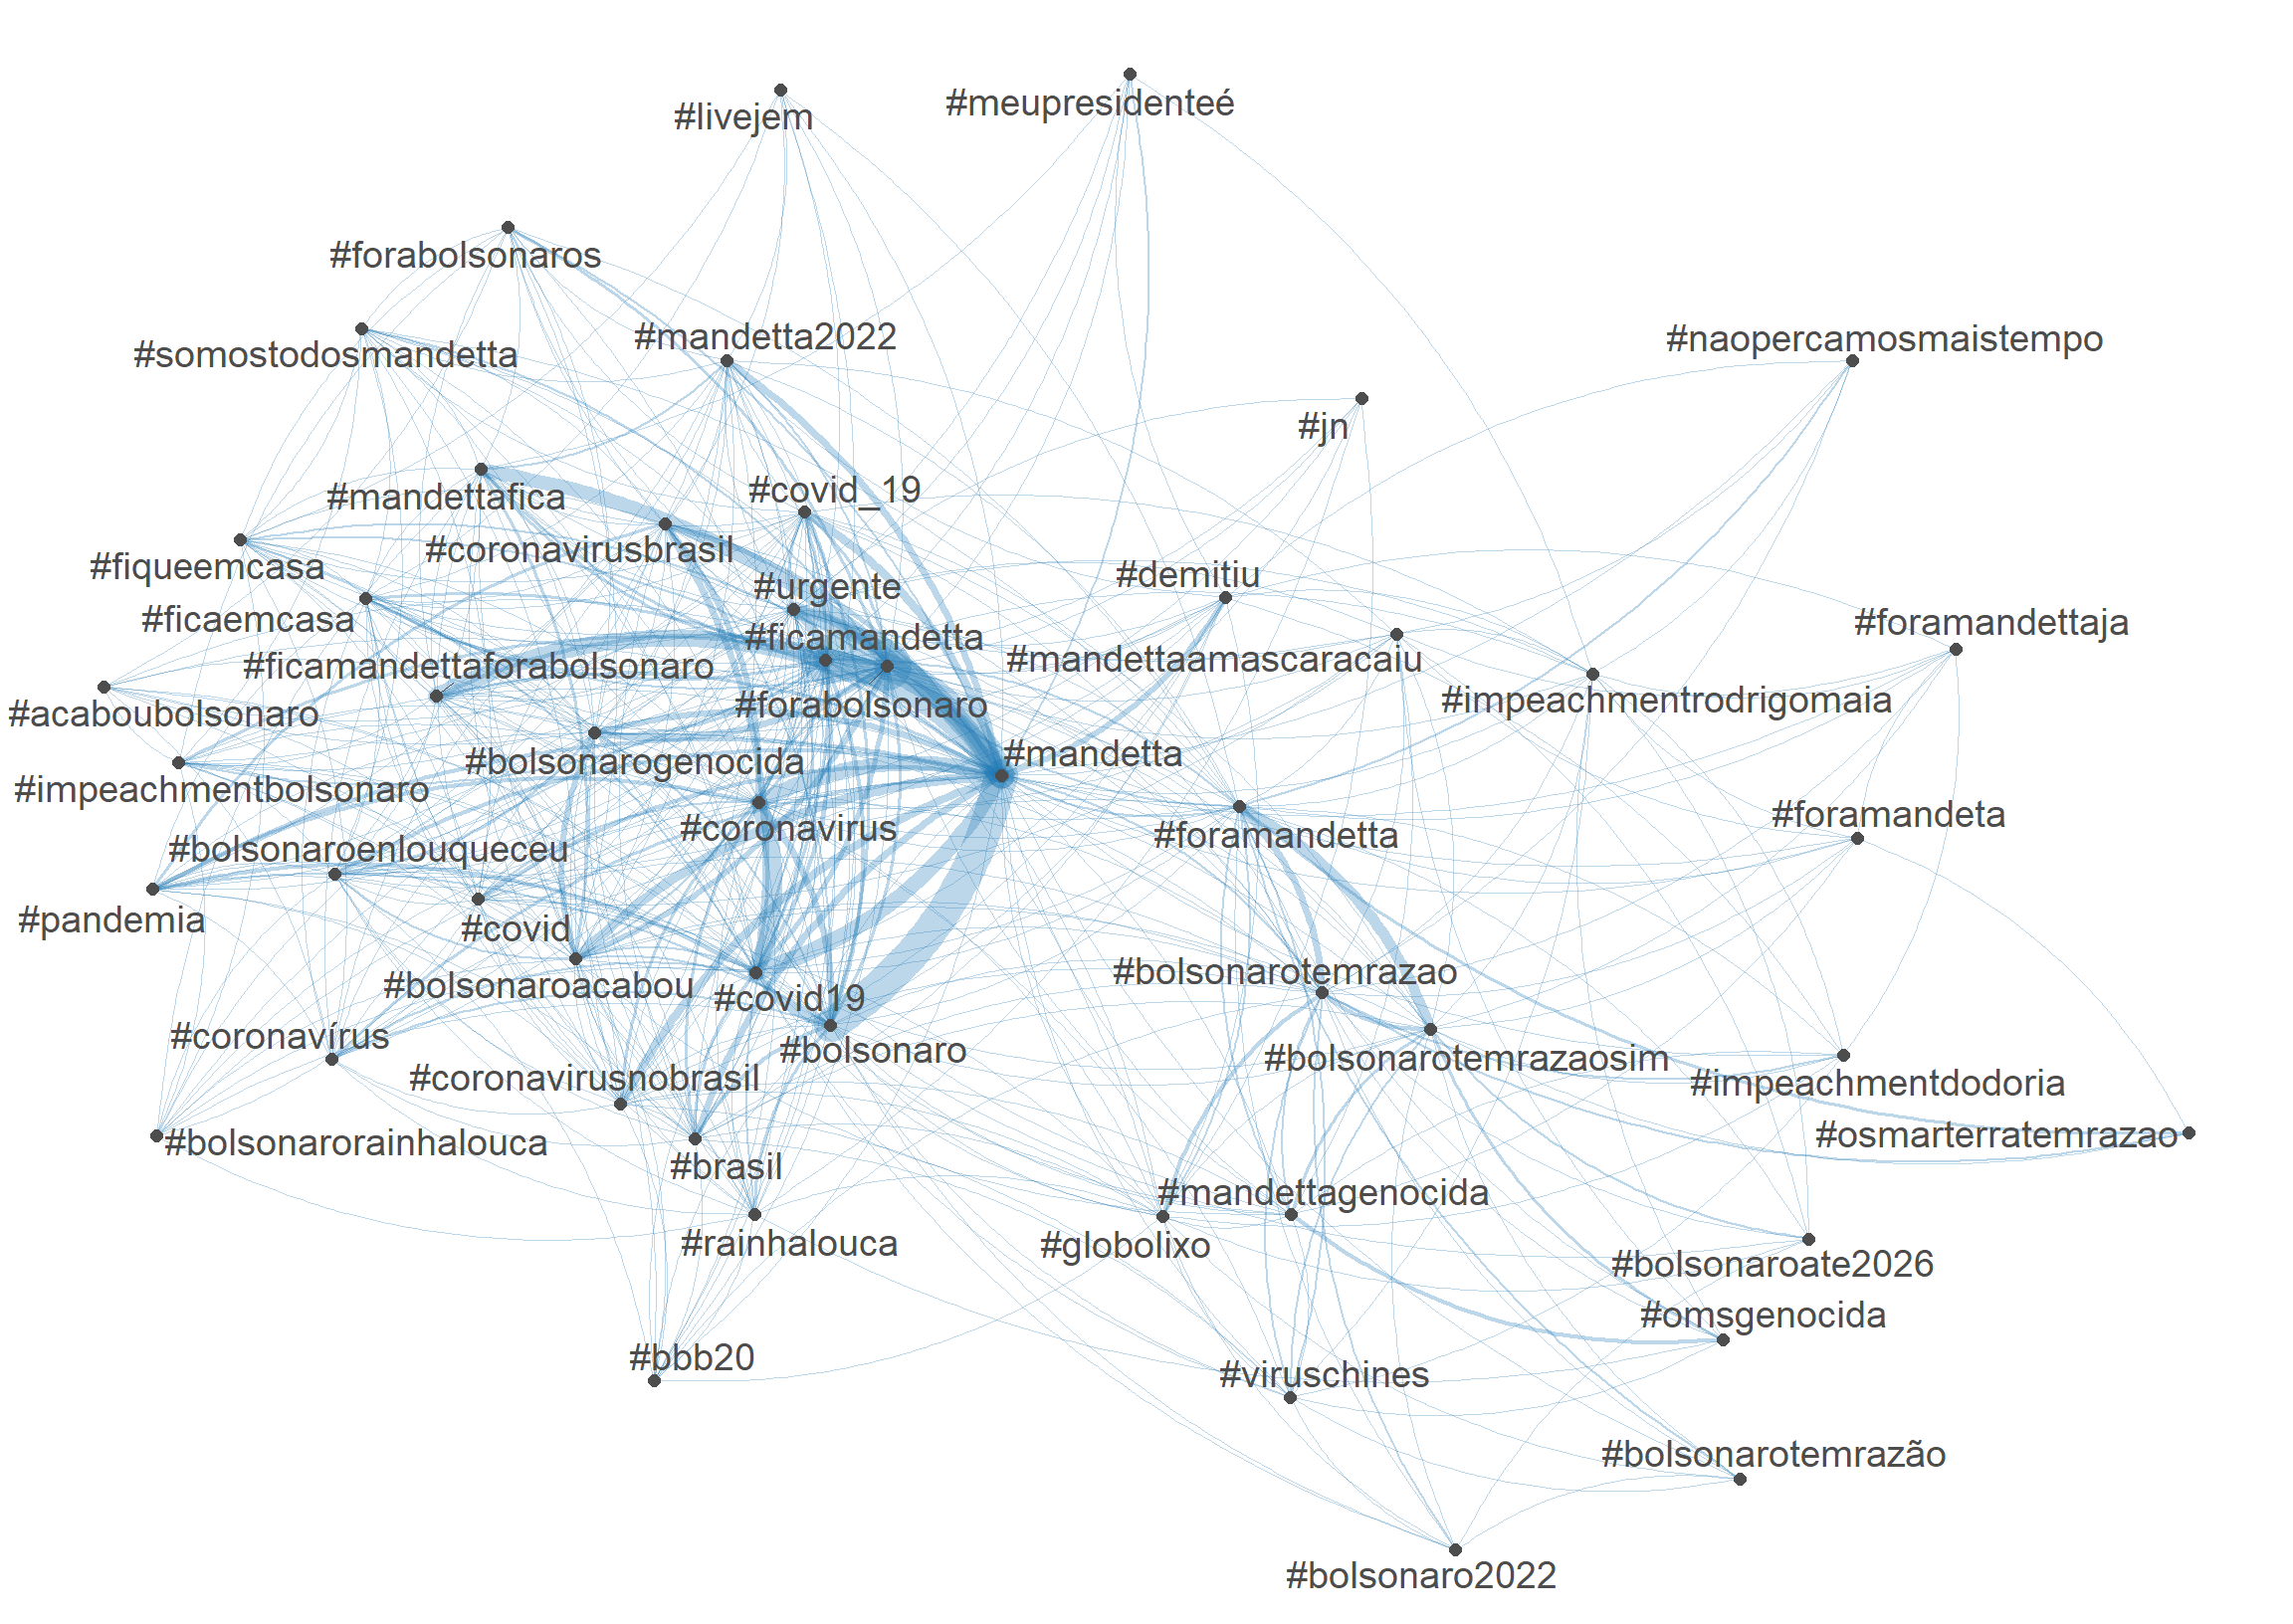 #meupresidenteé
#livejem
#forabolsonaros
#mandetta2022
#naopercamosmaistempo
#somostodosmandetta
#jn
#covid_19
#mandettafica
#coronavirusbrasil
#fiqueemcasa
#demitiu
#urgente
#ficaemcasa
#foramandettaja
#ficamandetta
#mandettaamascaracaiu
#ficamandettaforabolsonaro
#impeachmentrodrigomaia
#forabolsonaro
#acaboubolsonaro
#mandetta
#bolsonarogenocida
#impeachmentbolsonaro
#foramandeta
#coronavirus
#foramandetta
#bolsonaroenlouqueceu
#pandemia
#covid
#bolsonarotemrazao
#bolsonaroacabou
#covid19
#coronavírus
#bolsonaro
#bolsonarotemrazaosim
#coronavirusnobrasil
#impeachmentdodoria
#osmarterratemrazao
#bolsonarorainhalouca
#brasil
#mandettagenocida
#rainhalouca
#globolixo
#bolsonaroate2026
#omsgenocida
#bbb20
#viruschines
#bolsonarotemrazão
#bolsonaro2022